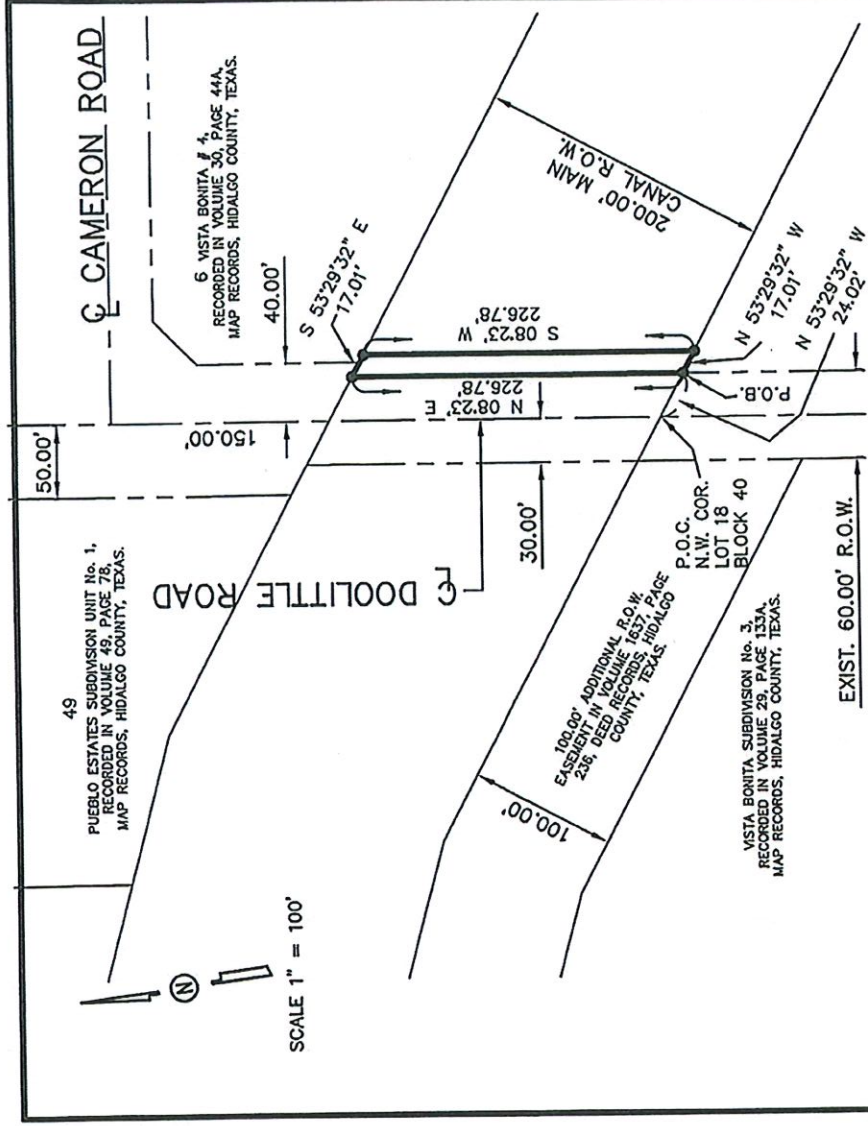 ℄ CAMERON ROAD
6 VISTA BONITA # 4,
RECORDED IN VOLUME 30, PAGE 44A,
MAP RECORDS, HIDALGO COUNTY, TEXAS.
50.00'
150.00'
40.00'
S 53°29'32" E
17.01'
49
PUEBLO ESTATES SUBDIVISION UNIT No. 1,
RECORDED IN VOLUME 49, PAGE 78,
MAP RECORDS, HIDALGO COUNTY, TEXAS.
200.00' MAIN
CANAL R.O.W.
N 08°23' E
226.78'
S 08°23' W
226.78'
N 53°29'32" W
17.01'
N 53°29'32" W
24.02'
P.O.B.
℄ DOOLITTLE ROAD
30.00'
P.O.C.
N.W. COR.
LOT 18
BLOCK 40
N
SCALE 1" = 100'
100.00' ADDITIONAL R.O.W.
EASEMENT IN VOLUME 1637, PAGE
236, DEED RECORDS, HIDALGO
COUNTY, TEXAS.
100.00'
VISTA BONITA SUBDIVISION No. 3,
RECORDED IN VOLUME 29, PAGE 133A,
MAP RECORDS, HIDALGO COUNTY, TEXAS.
EXIST. 60.00' R.O.W.